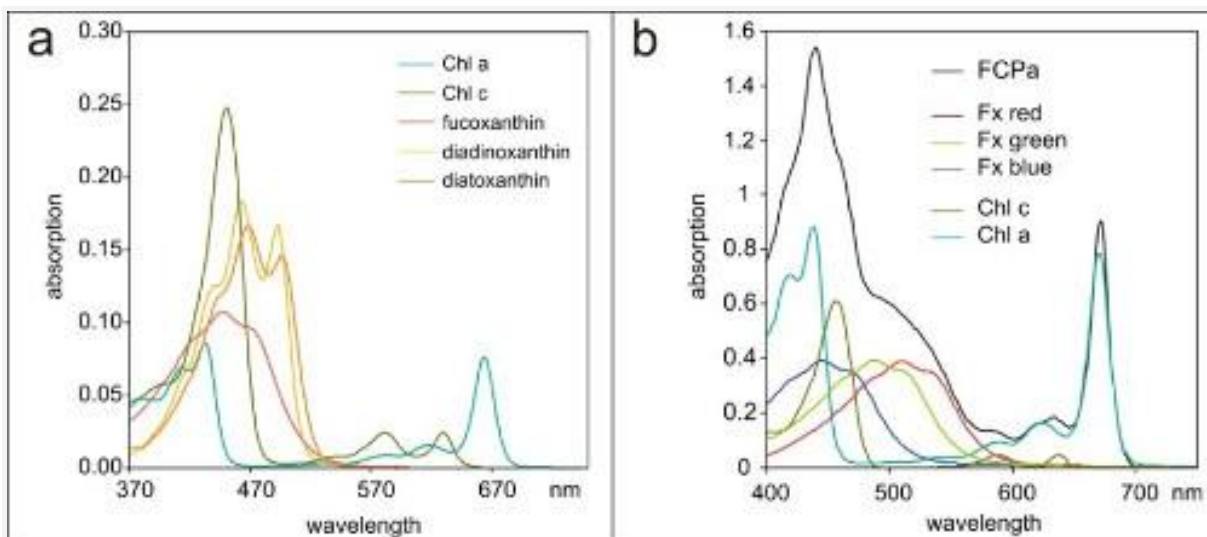 a
0.30
0.25
0.20
0.15
0.10
0.05
0.00
absorption
370
470
570
670
nm
wavelength
Chl a
Chl c
fucoxanthin
diadinoxanthin
diatoxanthin
b
1.6
1.4
1.2
1
0.8
0.6
0.4
0.2
0
absorption
400
500
600
700
nm
wavelength
FCPa
Fx red
Fx green
Fx blue
Chl c
Chl a